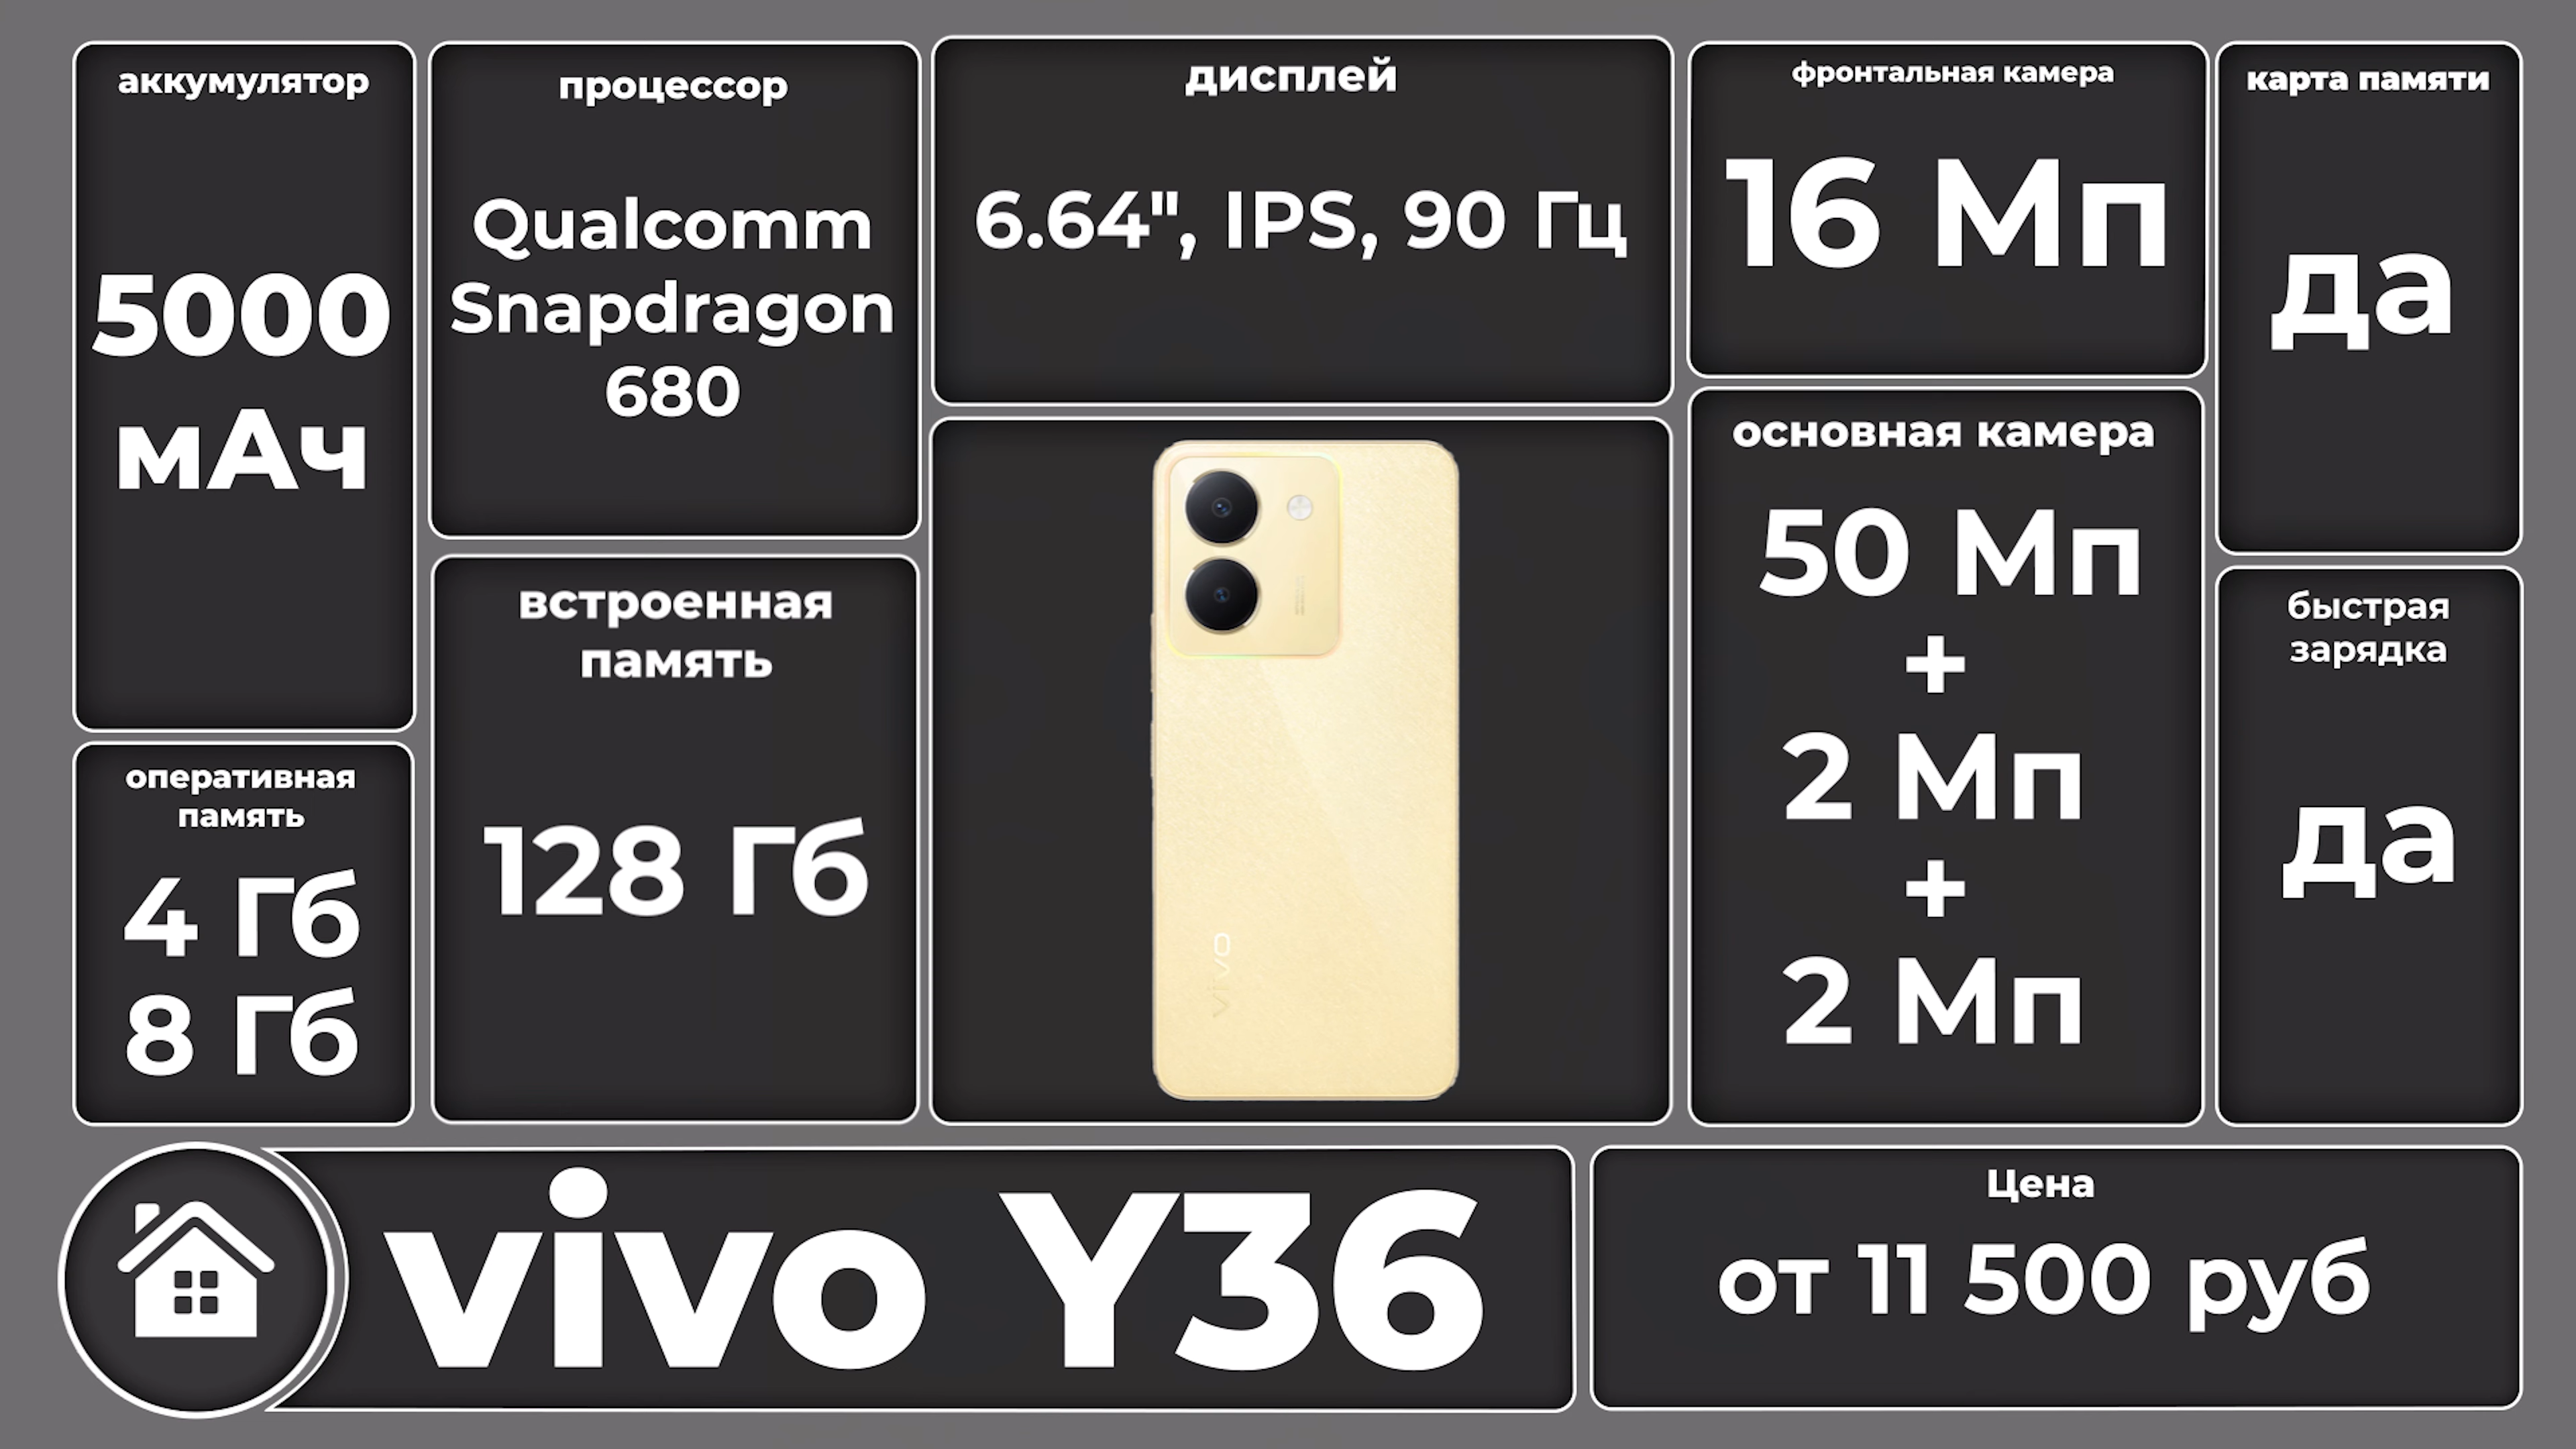 аккумулятор
5000
мАч
процессор
Qualcomm
Snapdragon
680
дисплей
6.64", IPS, 90 Гц
фронтальная камера
16 Мп
карта памяти
да
оперативная
память
4 Гб
8 Гб
встроенная
память
128 Гб
vivo
основная камера
50 Мп
+
2 Мп
+
2 Мп
быстрая
зарядка
да
vivo Y36
Цена
от 11 500 руб